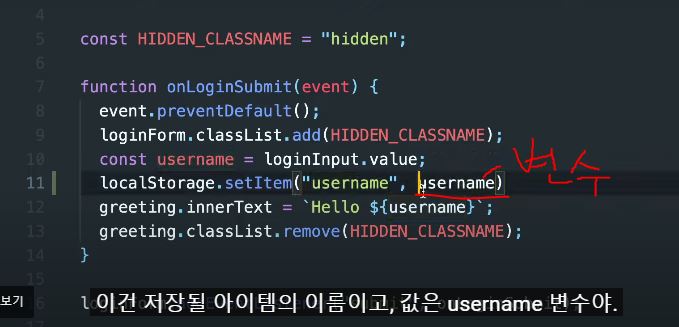 4
5 const HIDDEN_CLASSNAME = "hidden";
6
7 function onLoginSubmit(event) {
8 event.preventDefault();
9 loginForm.classList.add(HIDDEN_CLASSNAME);
10 const username = loginInput.value;
11 localStorage.setItem("username", username)
변수
12 greeting.innerText = `Hello ${username}`;
13 greeting.classList.remove(HIDDEN_CLASSNAME);
14 }
보기
이건 저장될 아이템의 이름이고, 값은 username 변수야.